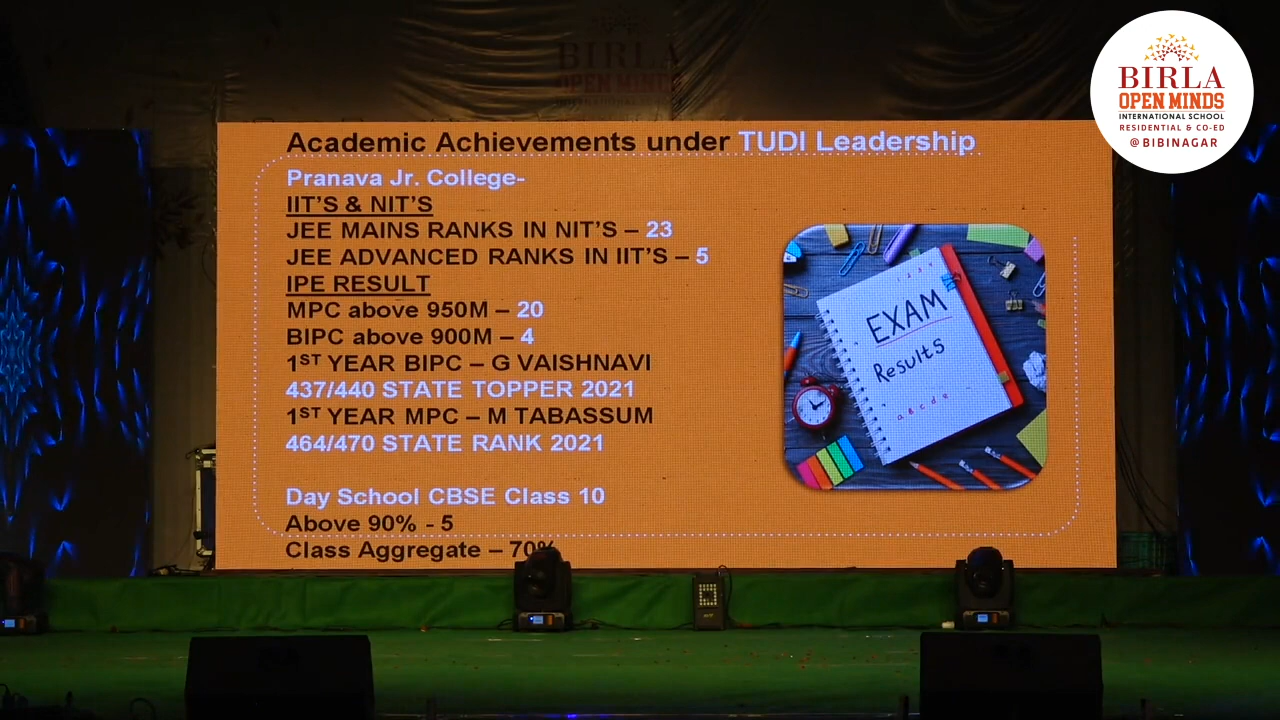 BIRLA
OPEN MINDS
BIRLA
OPEN MINDS
INTERNATIONAL SCHOOL
RESIDENTIAL & CO-ED
@BIBINAGAR
Academic Achievements under TUDI Leadership
Pranava Jr. College-
IIT'S & NIT'S
JEE MAINS RANKS IN NIT'S – 23
JEE ADVANCED RANKS IN IIT'S – 5
IPE RESULT
MPC above 950M – 20
BIPC above 900M – 4
1ST YEAR BIPC – G VAISHNAVI
437/440 STATE TOPPER 2021
1ST YEAR MPC – M TABASSUM
464/470 STATE RANK 2021
Day School CBSE Class 10
Above 90% - 5
Class Aggregate – 70%
EXAM
Results
a b c d e